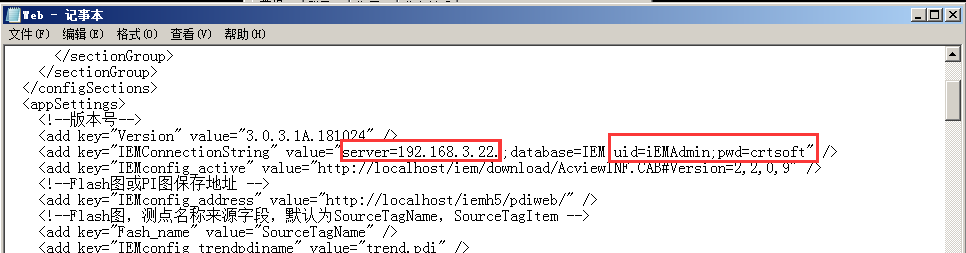 Web - 记事本
文件(F) 编辑(E) 格式(O) 查看(V) 帮助(H)
</sectionGroup>
</sectionGroup>
</configSections>
<appSettings>
<!--版本号-->
<add key="Version" value="3.0.3.1A.181024" />
<add key="IEMConnectionString" value="server=192.168.3.22.;database=IEM;uid=iEMAdmin;pwd=crtsoft" />
<add key="IEMconfig_active" value="http://localhost/iem/download/AcviewINF.CAB#Version=2,2,0,9" />
<!--Flash图或PI图保存地址 -->
<add key="IEMconfig_address" value="http://localhost/iemh5/pdiweb/" />
<!--Flash图，测点名称来源字段，默认为SourceTagName，SourceTagItem -->
<add key="Fash_name" value="SourceTagName" />
<add key="IEMconfig_trendpdiname" value="trend.pdi" />